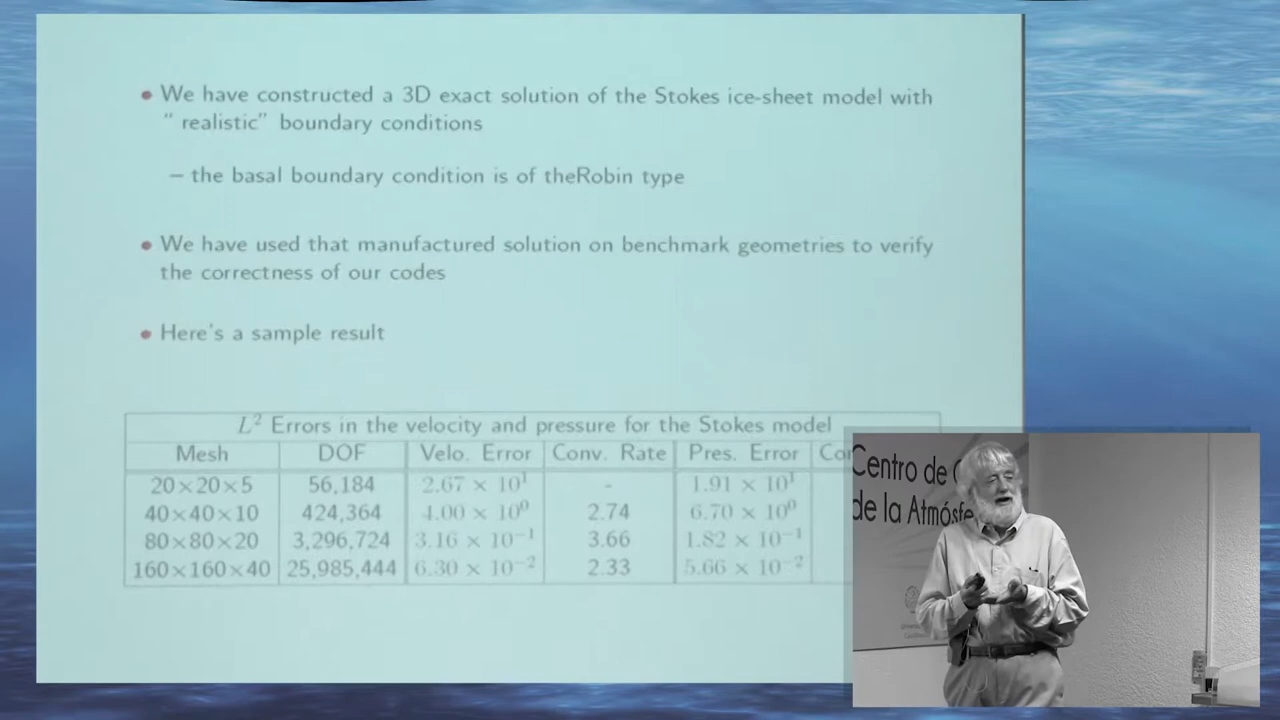 • We have constructed a 3D exact solution of the Stokes ice-sheet model with
“ realistic” boundary conditions
– the basal boundary condition is of theRobin type
• We have used that manufactured solution on benchmark geometries to verify
the correctness of our codes
• Here's a sample result
L² Errors in the velocity and pressure for the Stokes model
Mesh DOF Velo. Error Conv. Rate Pres. Error
20×20×5 56,184 2.67 × 10¹ - 1.91 × 10¹
40×40×10 424,364 4.00 × 10⁰ 2.74 6.70 × 10⁰
80×80×20 3,296,724 3.16 × 10⁻¹ 3.66 1.82 × 10⁻¹
160×160×40 25,985,444 6.30 × 10⁻² 2.33 5.66 × 10⁻²
Centro de
de la Atmósfe